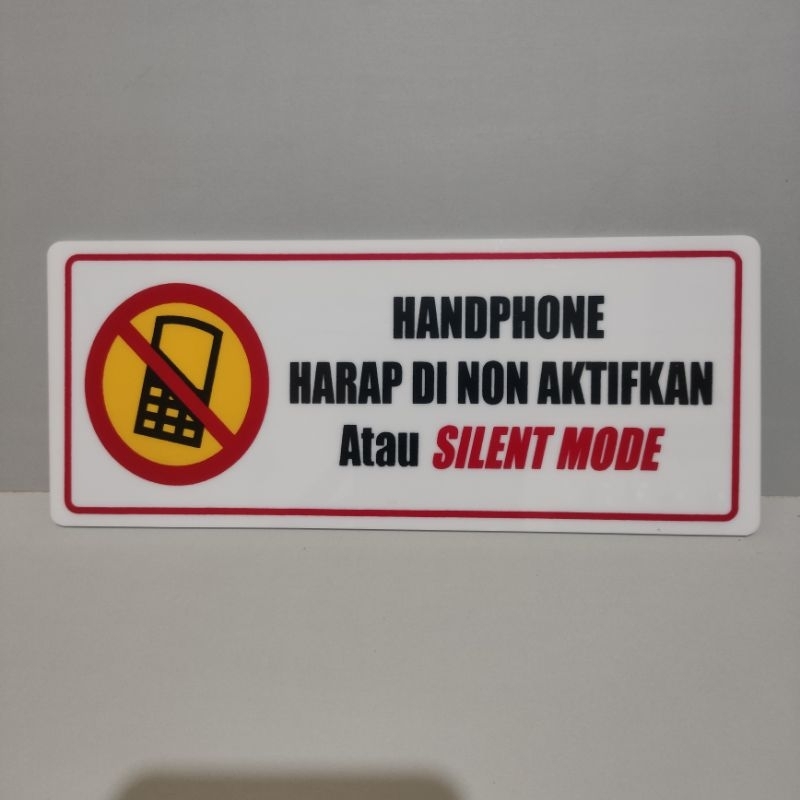 HANDPHONE
HARAP DI NON AKTIFKAN
Atau SILENT MODE